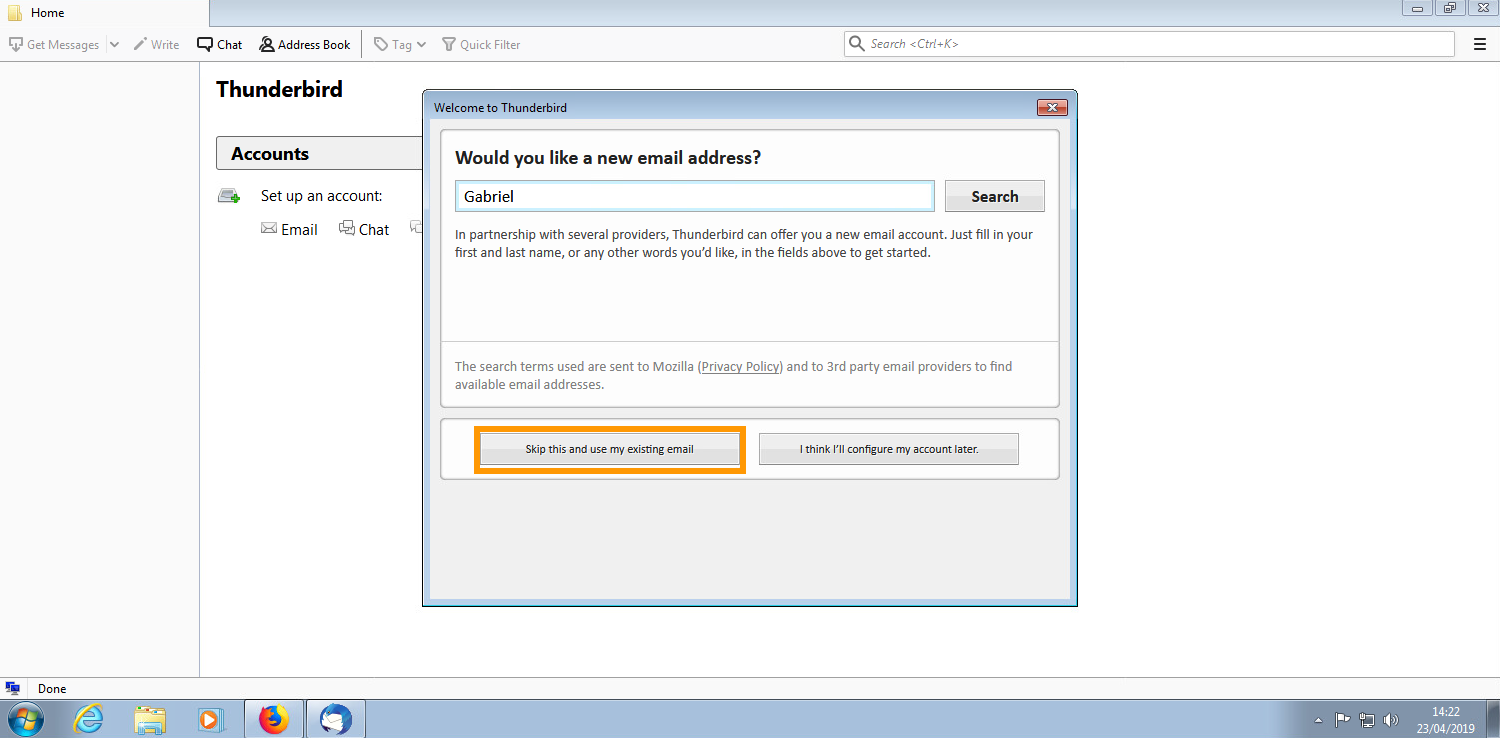 Home
Get Messages Write Chat Address Book Tag Quick Filter Search <Ctrl+K>
Thunderbird
Accounts
Set up an account:
Email Chat
Welcome to Thunderbird
Would you like a new email address?
Gabriel Search
In partnership with several providers, Thunderbird can offer you a new email account. Just fill in your
first and last name, or any other words you’d like, in the fields above to get started.
The search terms used are sent to Mozilla (Privacy Policy) and to 3rd party email providers to find
available email addresses.
Skip this and use my existing email I think I’ll configure my account later.
Done
14:22
23/04/2019